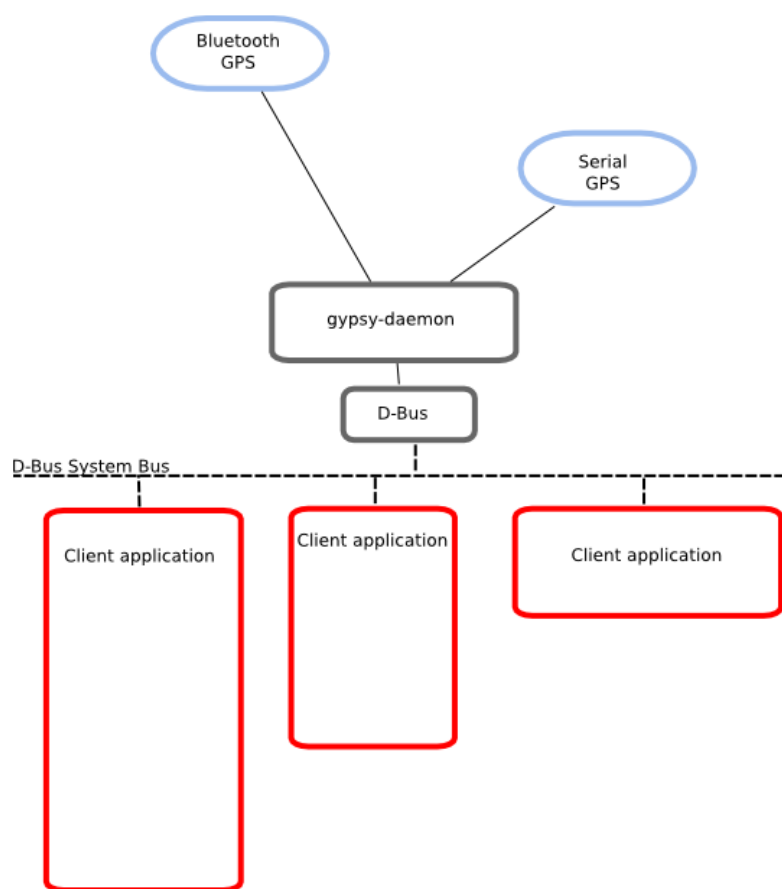 Bluetooth
GPS
Serial
GPS
gypsy-daemon
D-Bus
D-Bus System Bus
Client application
Client application
Client application